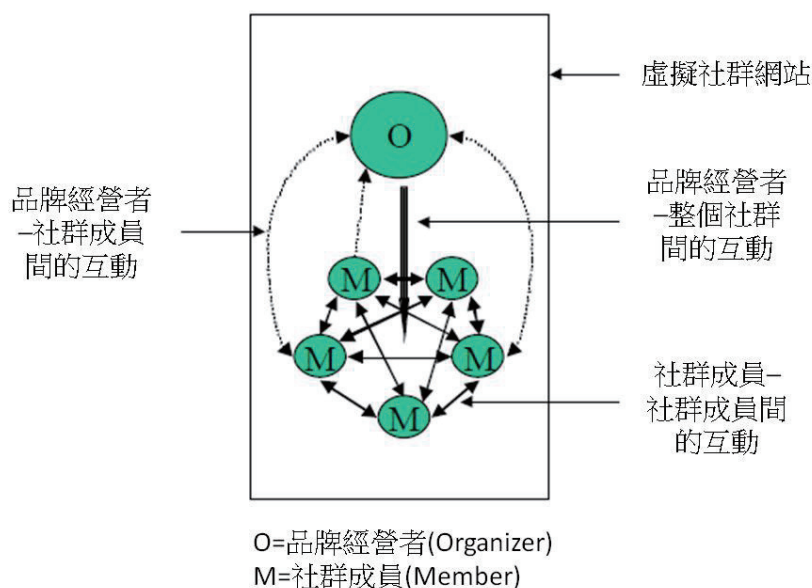 虛擬社群網站
O
品牌經營者
–社群成員
間的互動
品牌經營者
–整個社群
間的互動
M
M
M
M
M
社群成員–
社群成員間
的互動
O=品牌經營者(Organizer)
M=社群成員(Member)